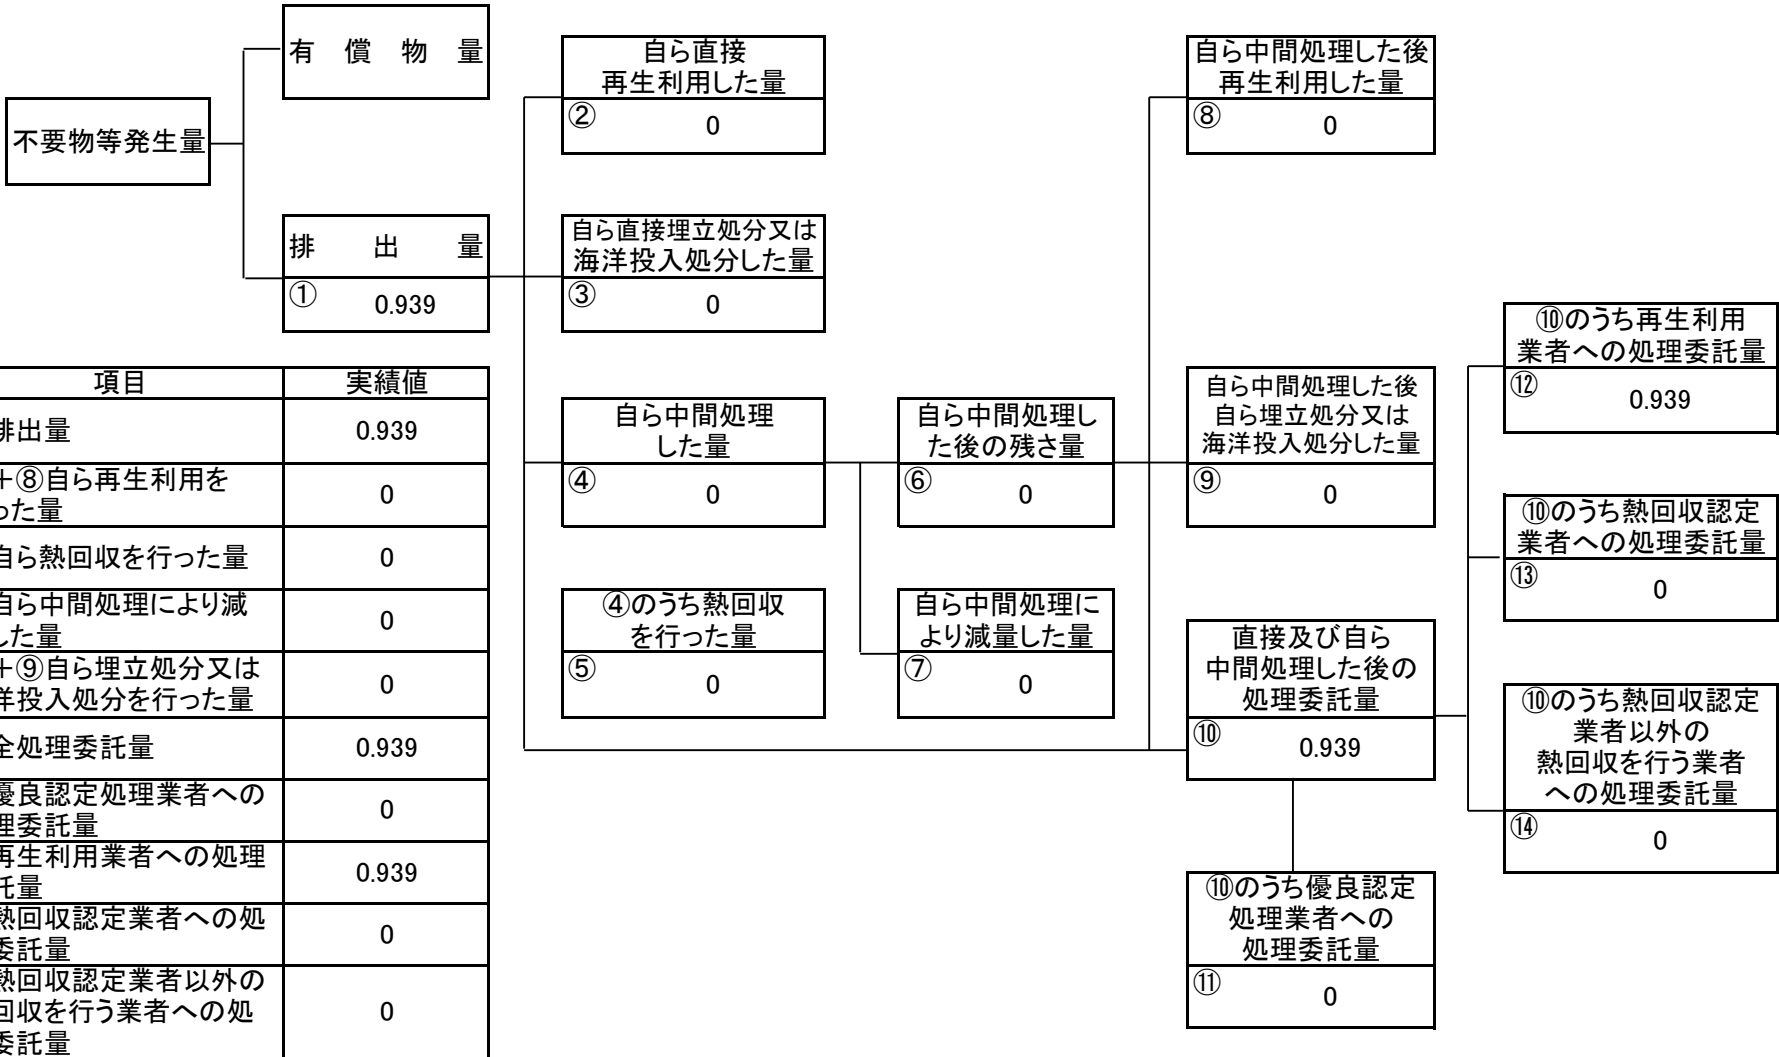 有 償 物 量
不要物等発生量
排 出 量
① 0.939
自ら直接
再生利用した量
② 0
自ら直接埋立処分又は
海洋投入処分した量
③ 0
自ら中間処理
した量
④ 0
④のうち熱回収
を行った量
⑤ 0
自ら中間処理し
た後の残さ量
⑥ 0
自ら中間処理に
より減量した量
⑦ 0
自ら中間処理した後
再生利用した量
⑧ 0
自ら中間処理した後
自ら埋立処分又は
海洋投入処分した量
⑨ 0
直接及び自ら
中間処理した後の
処理委託量
⑩ 0.939
⑩のうち優良認定
処理業者への
処理委託量
⑪ 0
⑩のうち再生利用
業者への処理委託量
⑫ 0.939
⑩のうち熱回収認定
業者への処理委託量
⑬ 0
⑩のうち熱回収認定
業者以外の
熱回収を行う業者
への処理委託量
⑭ 0
項目 実績値
排出量 0.939
+⑧自ら再生利用を
った量 0
自ら熱回収を行った量 0
自ら中間処理により減
した量 0
+⑨自ら埋立処分又は
洋投入処分を行った量 0
全処理委託量 0.939
優良認定処理業者への
理委託量 0
再生利用業者への処理
託量 0.939
熱回収認定業者への処
委託量 0
熱回収認定業者以外の
回収を行う業者への処
委託量 0